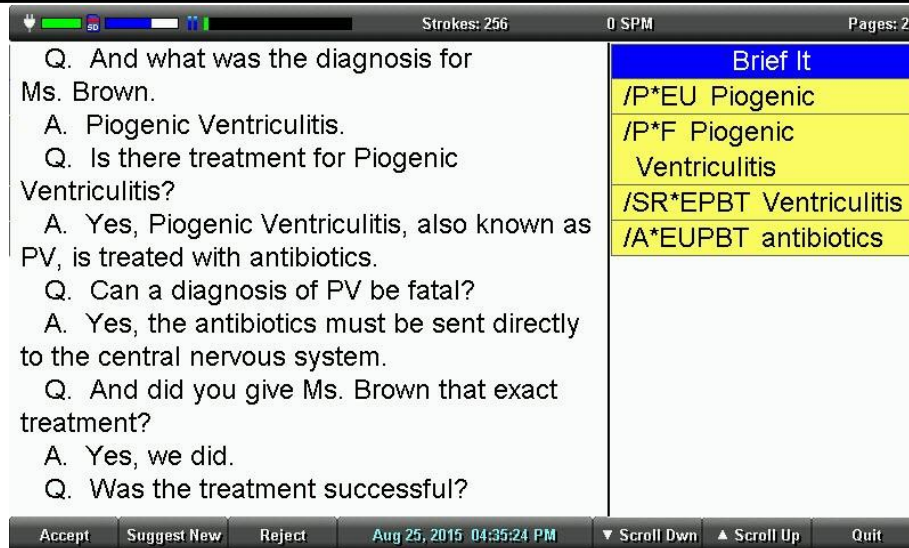 SD
Strokes: 256
0 SPM
Pages: 2
Q. And what was the diagnosis for
Ms. Brown.
A. Piogenic Ventriculitis.
Q. Is there treatment for Piogenic
Ventriculitis?
A. Yes, Piogenic Ventriculitis, also known as
PV, is treated with antibiotics.
Q. Can a diagnosis of PV be fatal?
A. Yes, the antibiotics must be sent directly
to the central nervous system.
Q. And did you give Ms. Brown that exact
treatment?
A. Yes, we did.
Q. Was the treatment successful?
Brief It
/P*EU Piogenic
/P*F Piogenic
Ventriculitis
/SR*EPBT Ventriculitis
/A*EUPBT antibiotics
Accept
Suggest New
Reject
Aug 25, 2015 04:35:24 PM
▼ Scroll Dwn
▲ Scroll Up
Quit